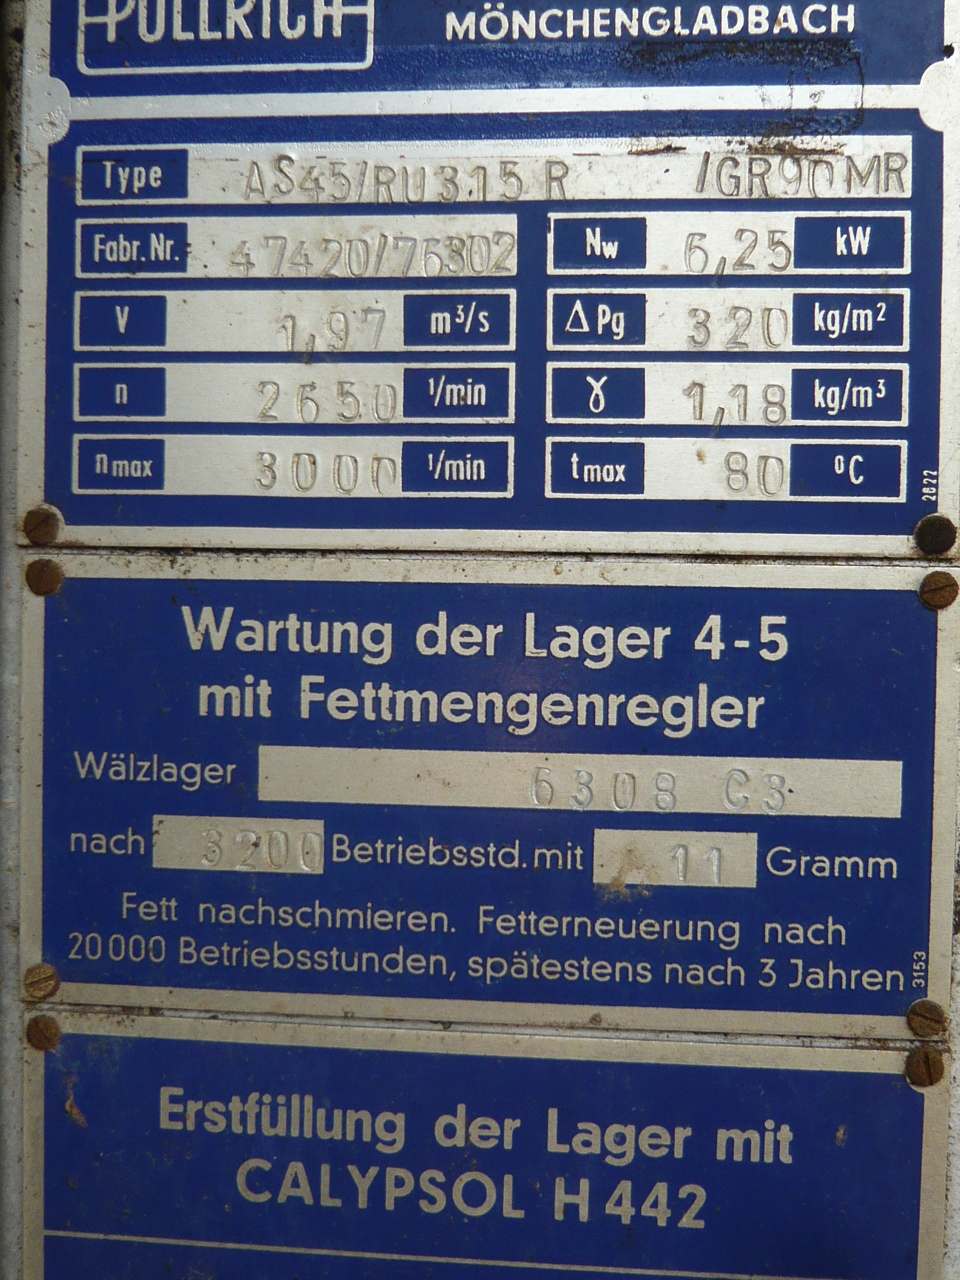 POLLRICH
MÖNCHENGLADBACH
Type AS45/RU315 R /GR90MR
Fabr.Nr. 47420/76302 Nw 6,25 kW
V 1,97 m³/s Δ Pg 320 kg/m²
n 2650 1/min γ 1,18 kg/m³
nmax 3000 1/min tmax 80 °C
2622
Wartung der Lager 4-5
mit Fettmengenregler
Wälzlager 6308 C3
nach 3200 Betriebsstd. mit 11 Gramm
Fett nachschmieren. Fetterneuerung nach
20000 Betriebsstunden, spätestens nach 3 Jahren
3153
Erstfüllung der Lager mit
CALYPSOL H 442